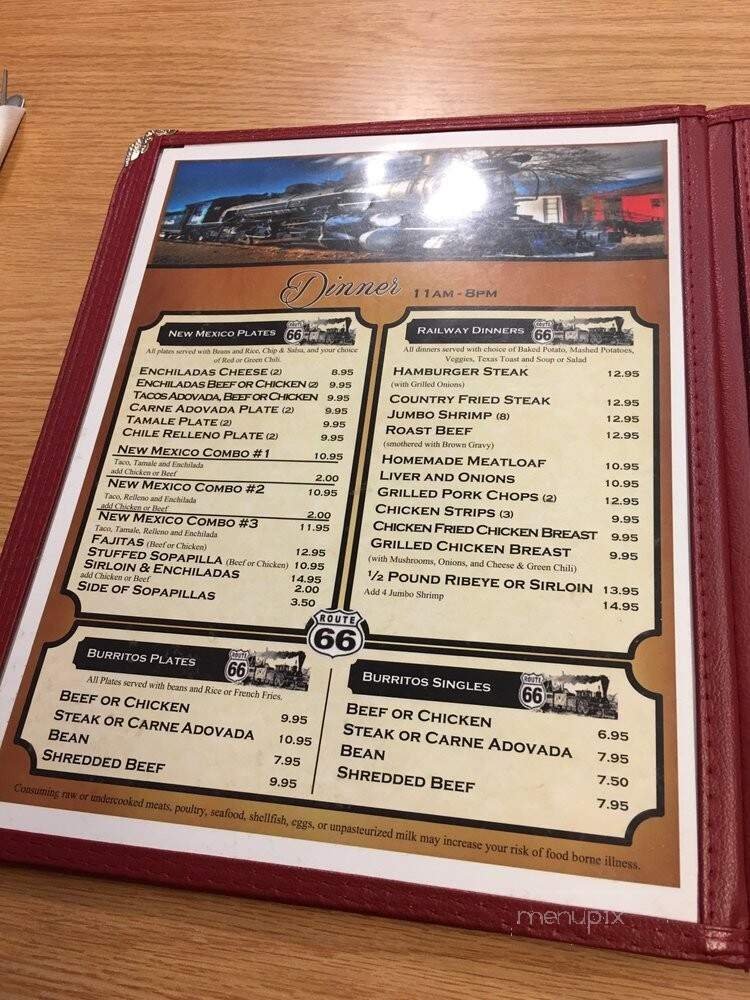 Dinner 11AM - 8PM
New Mexico Plates
ROUTE 66
All plates served with Beans and Rice, Chip & Salsa, and your choice
of Red or Green Chili.
Enchiladas Cheese (2) 8.95
Enchiladas Beef or Chicken (2) 9.95
Tacos Adovada, Beef or Chicken 9.95
Carne Adovada Plate (2) 9.95
Tamale Plate (2) 9.95
Chile Relleno Plate (2) 9.95
New Mexico Combo #1 10.95
Taco, Tamale and Enchilada
add Chicken or Beef 2.00
New Mexico Combo #2 10.95
Taco, Relleno and Enchilada
add Chicken or Beef 2.00
New Mexico Combo #3 11.95
Taco, Tamale, Relleno and Enchilada
Fajitas (Beef or Chicken) 12.95
Stuffed Sopapilla (Beef or Chicken) 10.95
Sirloin & Enchiladas 14.95
add Chicken or Beef 2.00
Side of Sopapillas 3.50
Railway Dinners
ROUTE 66
All dinners served with choice of Baked Potato, Mashed Potatoes,
Veggies, Texas Toast and Soup or Salad
Hamburger Steak 12.95
(with Grilled Onions)
Country Fried Steak 12.95
Jumbo Shrimp (8) 12.95
Roast Beef 12.95
(smothered with Brown Gravy)
Homemade Meatloaf 10.95
Liver and Onions 10.95
Grilled Pork Chops (2) 12.95
Chicken Strips (3) 9.95
Chicken Fried Chicken Breast 9.95
Grilled Chicken Breast 9.95
(with Mushrooms, Onions, and Cheese & Green Chili)
½ Pound Ribeye or Sirloin 13.95
Add 4 Jumbo Shrimp 14.95
ROUTE 66
Burritos Plates
ROUTE 66
All Plates served with beans and Rice or French Fries.
Beef or Chicken 9.95
Steak or Carne Adovada 10.95
Bean 7.95
Shredded Beef 9.95
Burritos Singles
ROUTE 66
Beef or Chicken 6.95
Steak or Carne Adovada 7.95
Bean 7.50
Shredded Beef 7.95
Consuming raw or undercooked meats, poultry, seafood, shellfish, eggs, or unpasteurized milk may increase your risk of food borne illness.
menupix